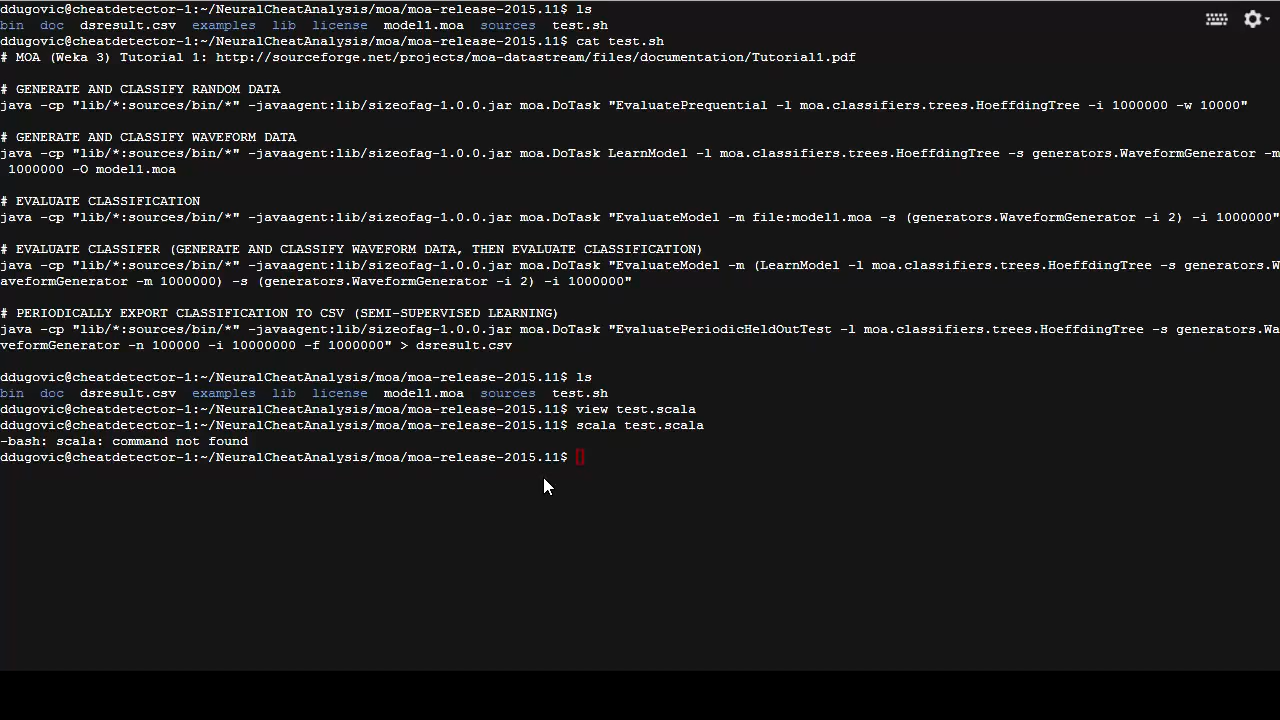 ddugovic@cheatdetector-1:~/NeuralCheatAnalysis/moa/moa-release-2015.11$ ls
bin doc dsresult.csv examples lib license model1.moa sources test.sh
ddugovic@cheatdetector-1:~/NeuralCheatAnalysis/moa/moa-release-2015.11$ cat test.sh
# MOA (Weka 3) Tutorial 1: http://sourceforge.net/projects/moa-datastream/files/documentation/Tutorial1.pdf
# GENERATE AND CLASSIFY RANDOM DATA
java -cp "lib/*:sources/bin/*" -javaagent:lib/sizeofag-1.0.0.jar moa.DoTask "EvaluatePrequential -l moa.classifiers.trees.HoeffdingTree -i 1000000 -w 10000"
# GENERATE AND CLASSIFY WAVEFORM DATA
java -cp "lib/*:sources/bin/*" -javaagent:lib/sizeofag-1.0.0.jar moa.DoTask LearnModel -l moa.classifiers.trees.HoeffdingTree -s generators.WaveformGenerator -m
1000000 -O model1.moa
# EVALUATE CLASSIFICATION
java -cp "lib/*:sources/bin/*" -javaagent:lib/sizeofag-1.0.0.jar moa.DoTask "EvaluateModel -m file:model1.moa -s (generators.WaveformGenerator -i 2) -i 1000000"
# EVALUATE CLASSIFER (GENERATE AND CLASSIFY WAVEFORM DATA, THEN EVALUATE CLASSIFICATION)
java -cp "lib/*:sources/bin/*" -javaagent:lib/sizeofag-1.0.0.jar moa.DoTask "EvaluateModel -m (LearnModel -l moa.classifiers.trees.HoeffdingTree -s generators.W
aveformGenerator -m 1000000) -s (generators.WaveformGenerator -i 2) -i 1000000"
# PERIODICALLY EXPORT CLASSIFICATION TO CSV (SEMI-SUPERVISED LEARNING)
java -cp "lib/*:sources/bin/*" -javaagent:lib/sizeofag-1.0.0.jar moa.DoTask "EvaluatePeriodicHeldOutTest -l moa.classifiers.trees.HoeffdingTree -s generators.Wa
veformGenerator -n 100000 -i 10000000 -f 1000000" > dsresult.csv
ddugovic@cheatdetector-1:~/NeuralCheatAnalysis/moa/moa-release-2015.11$ ls
bin doc dsresult.csv examples lib license model1.moa sources test.sh
ddugovic@cheatdetector-1:~/NeuralCheatAnalysis/moa/moa-release-2015.11$ view test.scala
ddugovic@cheatdetector-1:~/NeuralCheatAnalysis/moa/moa-release-2015.11$ scala test.scala
-bash: scala: command not found
ddugovic@cheatdetector-1:~/NeuralCheatAnalysis/moa/moa-release-2015.11$